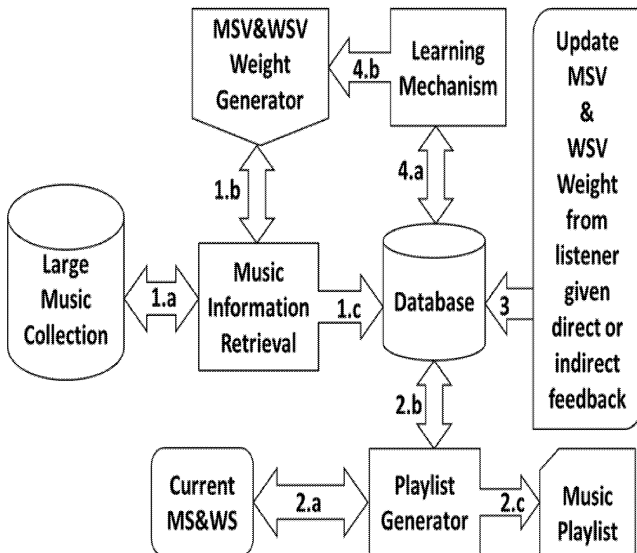 MSV&WSV
Weight
Generator
4.b
Learning
Mechanism
Update
MSV
&
WSV
Weight
from
listener
given
direct or
indirect
feedback
1.b
4.a
Large
Music
Collection
1.a
Music
Information
Retrieval
1.c
Database
3
2.b
Current
MS&WS
2.a
Playlist
Generator
2.c
Music
Playlist